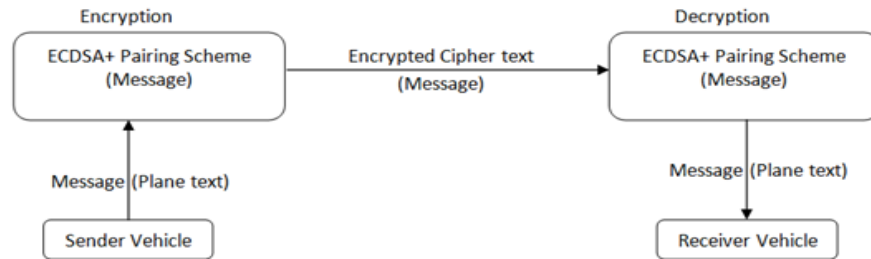 Encryption
Decryption
ECDSA+ Pairing Scheme
(Message)
Encrypted Cipher text
(Message)
ECDSA+ Pairing Scheme
(Message)
Message (Plane text)
Message (Plane text)
Sender Vehicle
Receiver Vehicle